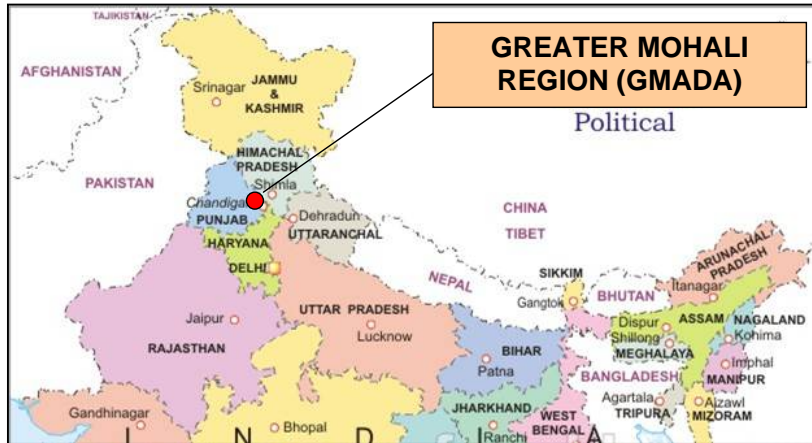 TAJIKISTAN
AFGHANISTAN
GREATER MOHALI
REGION (GMADA)
JAMMU
&
KASHMIR
Srinagar
Political
HIMACHAL
PRADESH
PAKISTAN
Shimla
Chandiga
PUNJAB
Dehradun
UTTARANCHAL
CHINA
TIBET
HARYANA
DELHI
NEPAL
SIKKIM
Gangtok
BHUTAN
ARUNACHAL
PRADESH
Itanagar
Jaipur
RAJASTHAN
UTTAR PRADESH
Lucknow
BIHAR
Patna
Dispur
Shillong
MEGHALAYA
ASSAM
NAGALAND
Kohima
Imphal
MANIPUR
BANGLADESH
Agartala
TRIPURA
Aizawl
MIZORAM
Gandhinagar
Bhopal
JHARKHAND
Ranchi
WEST
BENGAL
I N D I A